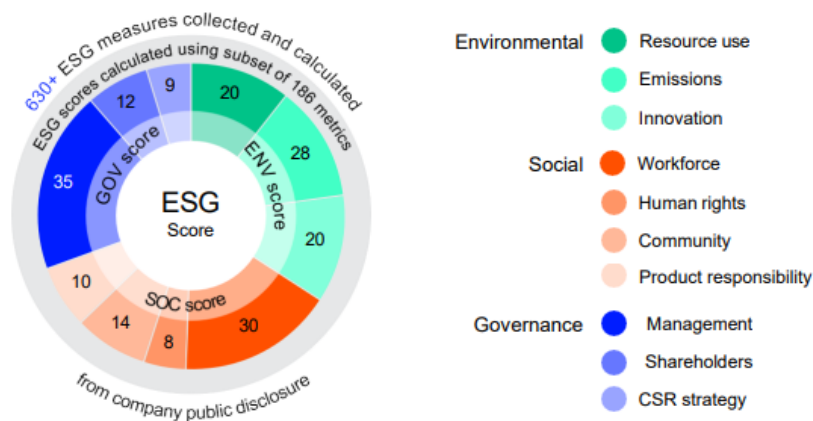 630+ ESG measures collected and calculated
ESG scores calculated using subset of 186 metrics
9
20
12
28
GOV score
ENV score
35
ESG
Score
20
10
SOC score
14
8
30
from company public disclosure
Environmental
Resource use
Emissions
Innovation
Social
Workforce
Human rights
Community
Product responsibility
Governance
Management
Shareholders
CSR strategy